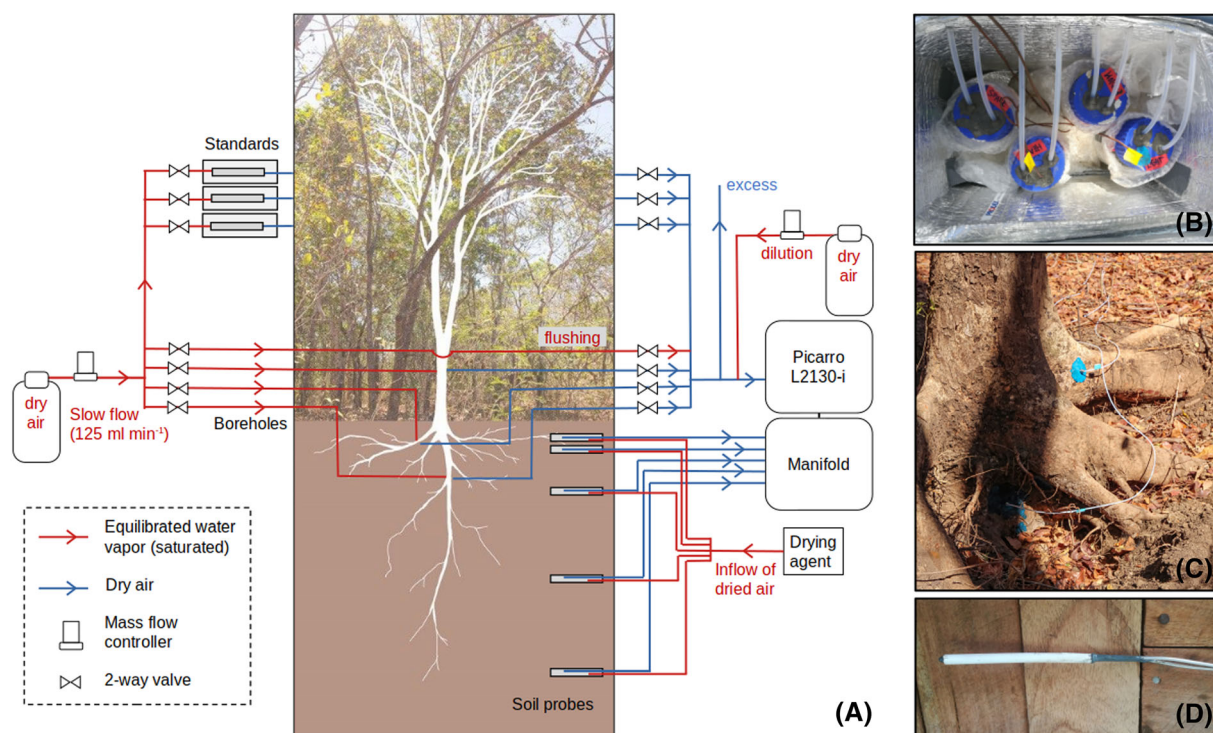 Standards
excess
dilution
dry
air
flushing
dry
air
Slow flow
(125 ml min⁻¹)
Boreholes
Picarro
L2130-i
Manifold
Drying
agent
Inflow of
dried air
Soil probes
Equilibrated water
vapor (saturated)
Dry air
Mass flow
controller
2-way valve
(A)
(B)
(C)
(D)